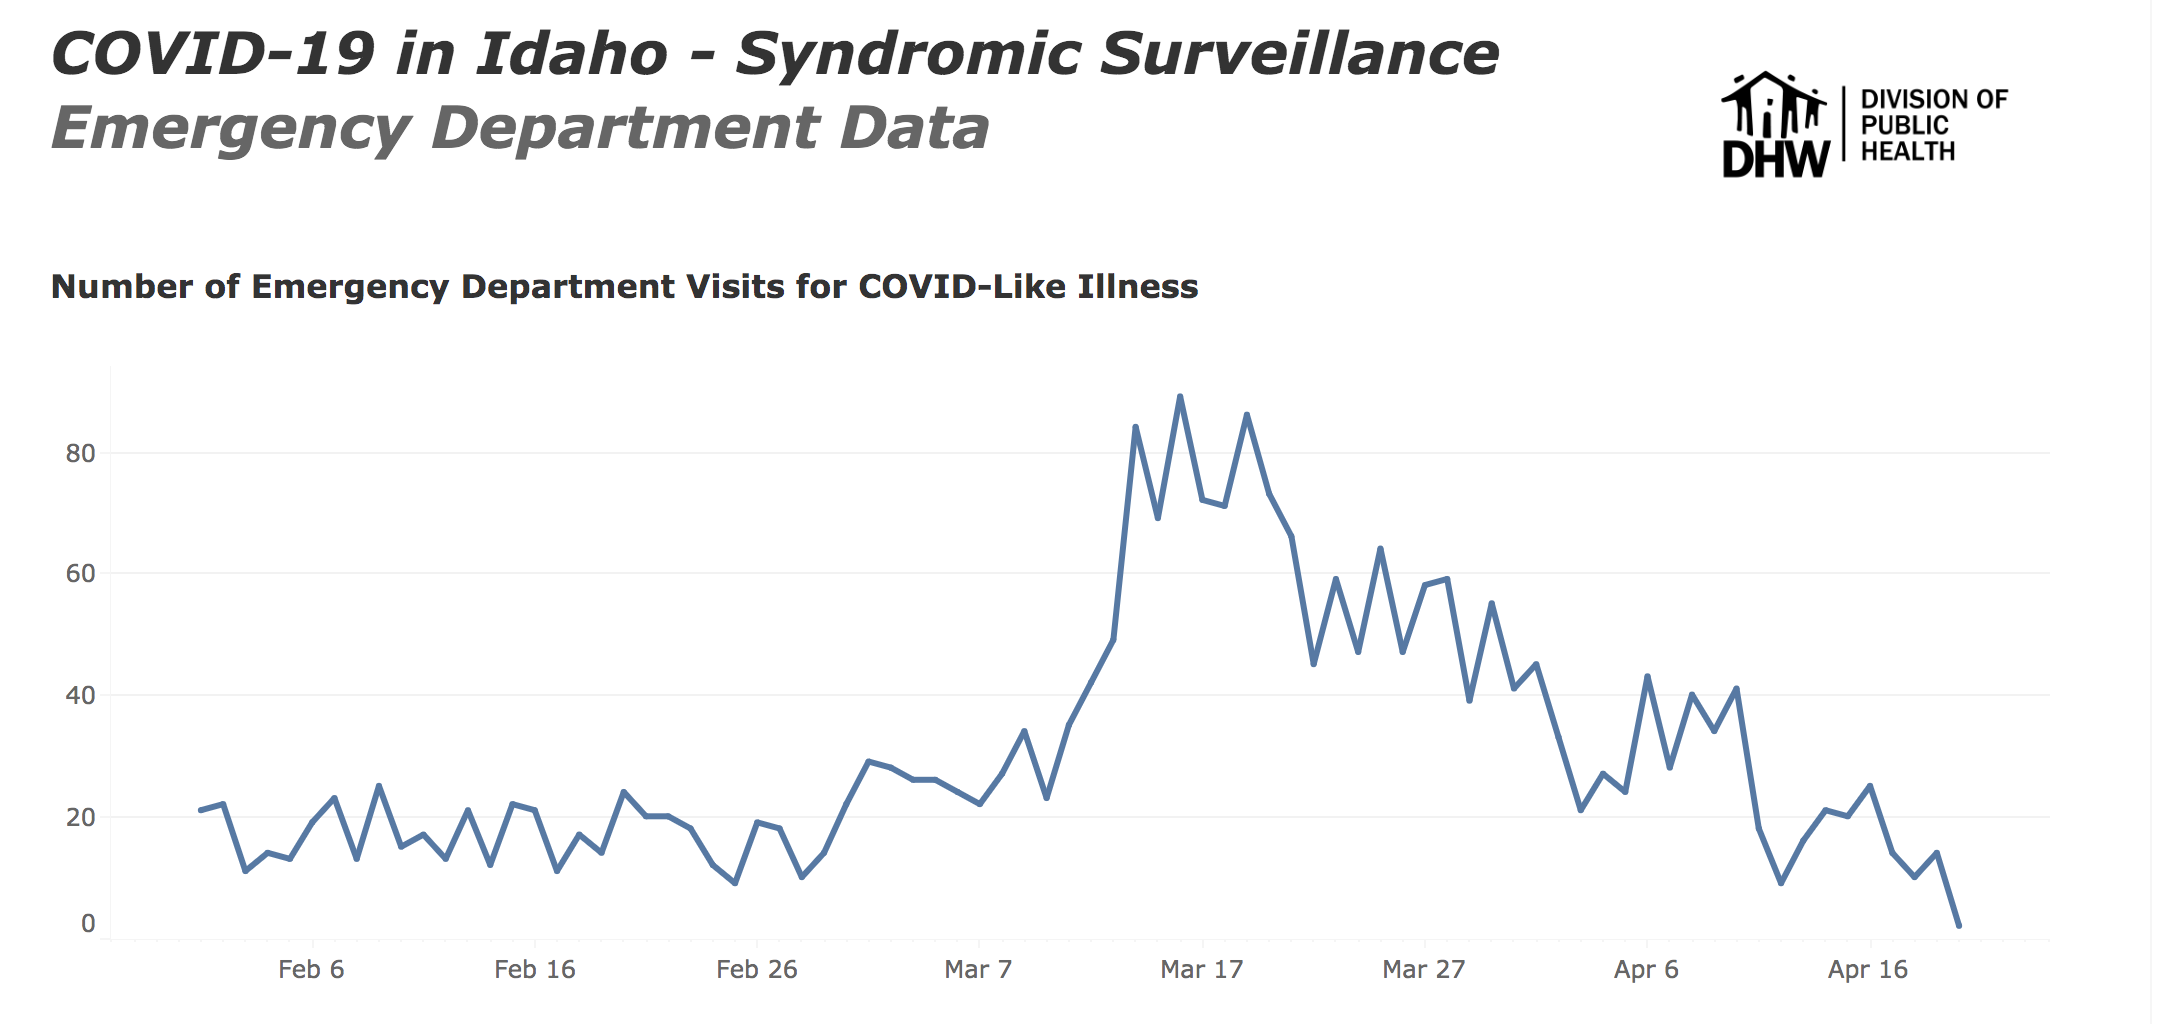 COVID-19 in Idaho - Syndromic Surveillance
Emergency Department Data
DHW
DIVISION OF
PUBLIC
HEALTH
Number of Emergency Department Visits for COVID-Like Illness
80
60
40
20
0
Feb 6 Feb 16 Feb 26 Mar 7 Mar 17 Mar 27 Apr 6 Apr 16